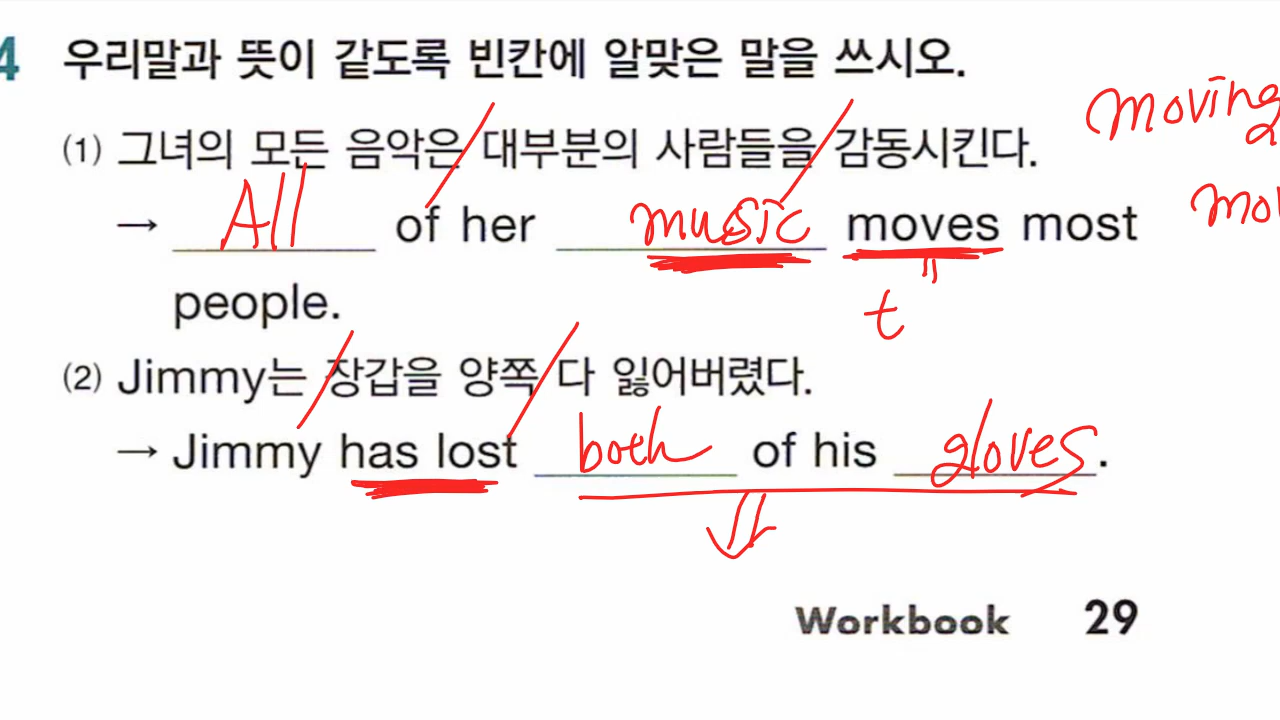 4 우리말과 뜻이 같도록 빈칸에 알맞은 말을 쓰시오.
moving
(1) 그녀의 모든 음악은 대부분의 사람들을 감동시킨다.
→ All of her music moves most
people.
t
(2) Jimmy는 장갑을 양쪽 다 잃어버렸다.
→ Jimmy has lost both of his gloves.
Workbook 29